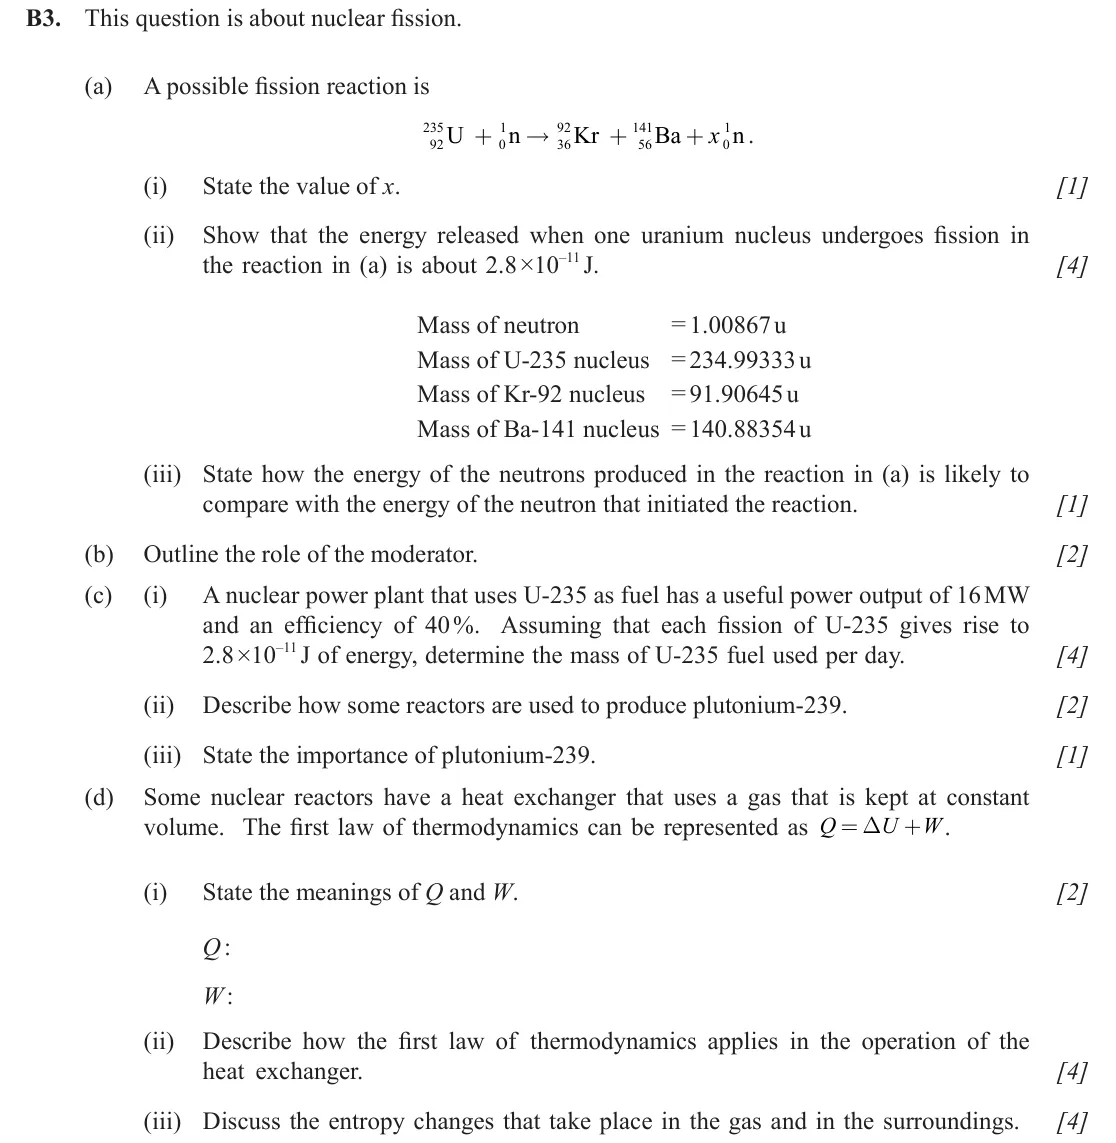 B3. This question is about nuclear fission.
(a) A possible fission reaction is
²³⁵₉₂U + ¹₀n → ⁹²₃₆Kr + ¹⁴¹₅₆Ba + x ¹₀n.
(i) State the value of x. [1]
(ii) Show that the energy released when one uranium nucleus undergoes fission in
the reaction in (a) is about 2.8×10⁻¹¹ J. [4]
Mass of neutron =1.00867u
Mass of U-235 nucleus =234.99333u
Mass of Kr-92 nucleus =91.90645u
Mass of Ba-141 nucleus =140.88354u
(iii) State how the energy of the neutrons produced in the reaction in (a) is likely to
compare with the energy of the neutron that initiated the reaction. [1]
(b) Outline the role of the moderator. [2]
(c) (i) A nuclear power plant that uses U-235 as fuel has a useful power output of 16MW
and an efficiency of 40%. Assuming that each fission of U-235 gives rise to
2.8×10⁻¹¹ J of energy, determine the mass of U-235 fuel used per day. [4]
(ii) Describe how some reactors are used to produce plutonium-239. [2]
(iii) State the importance of plutonium-239. [1]
(d) Some nuclear reactors have a heat exchanger that uses a gas that is kept at constant
volume. The first law of thermodynamics can be represented as Q=ΔU+W.
(i) State the meanings of Q and W. [2]
Q:
W:
(ii) Describe how the first law of thermodynamics applies in the operation of the
heat exchanger. [4]
(iii) Discuss the entropy changes that take place in the gas and in the surroundings. [4]